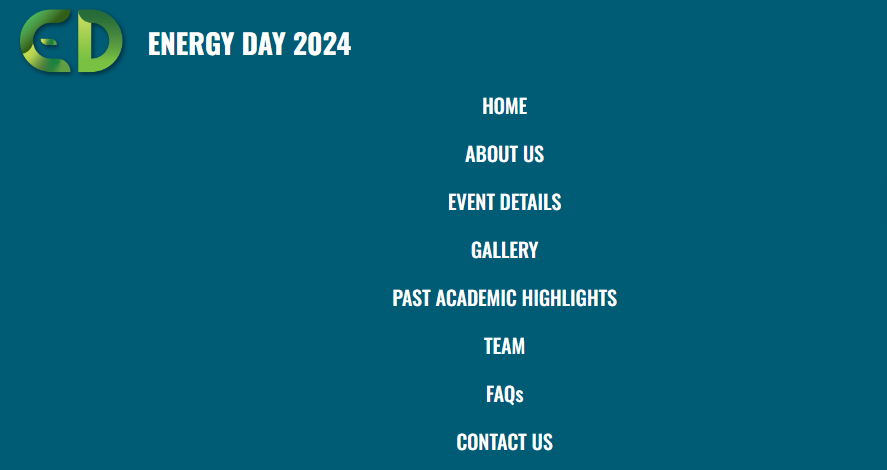 ED
ENERGY DAY 2024
HOME
ABOUT US
EVENT DETAILS
GALLERY
PAST ACADEMIC HIGHLIGHTS
TEAM
FAQs
CONTACT US